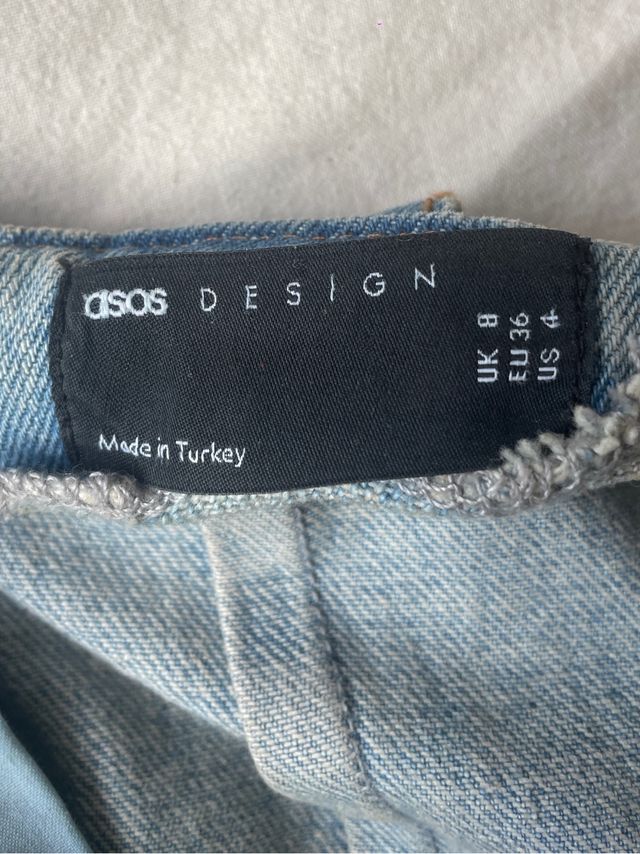 asos DESIGN
UK 8
EU 36
US 4
Made in Turkey